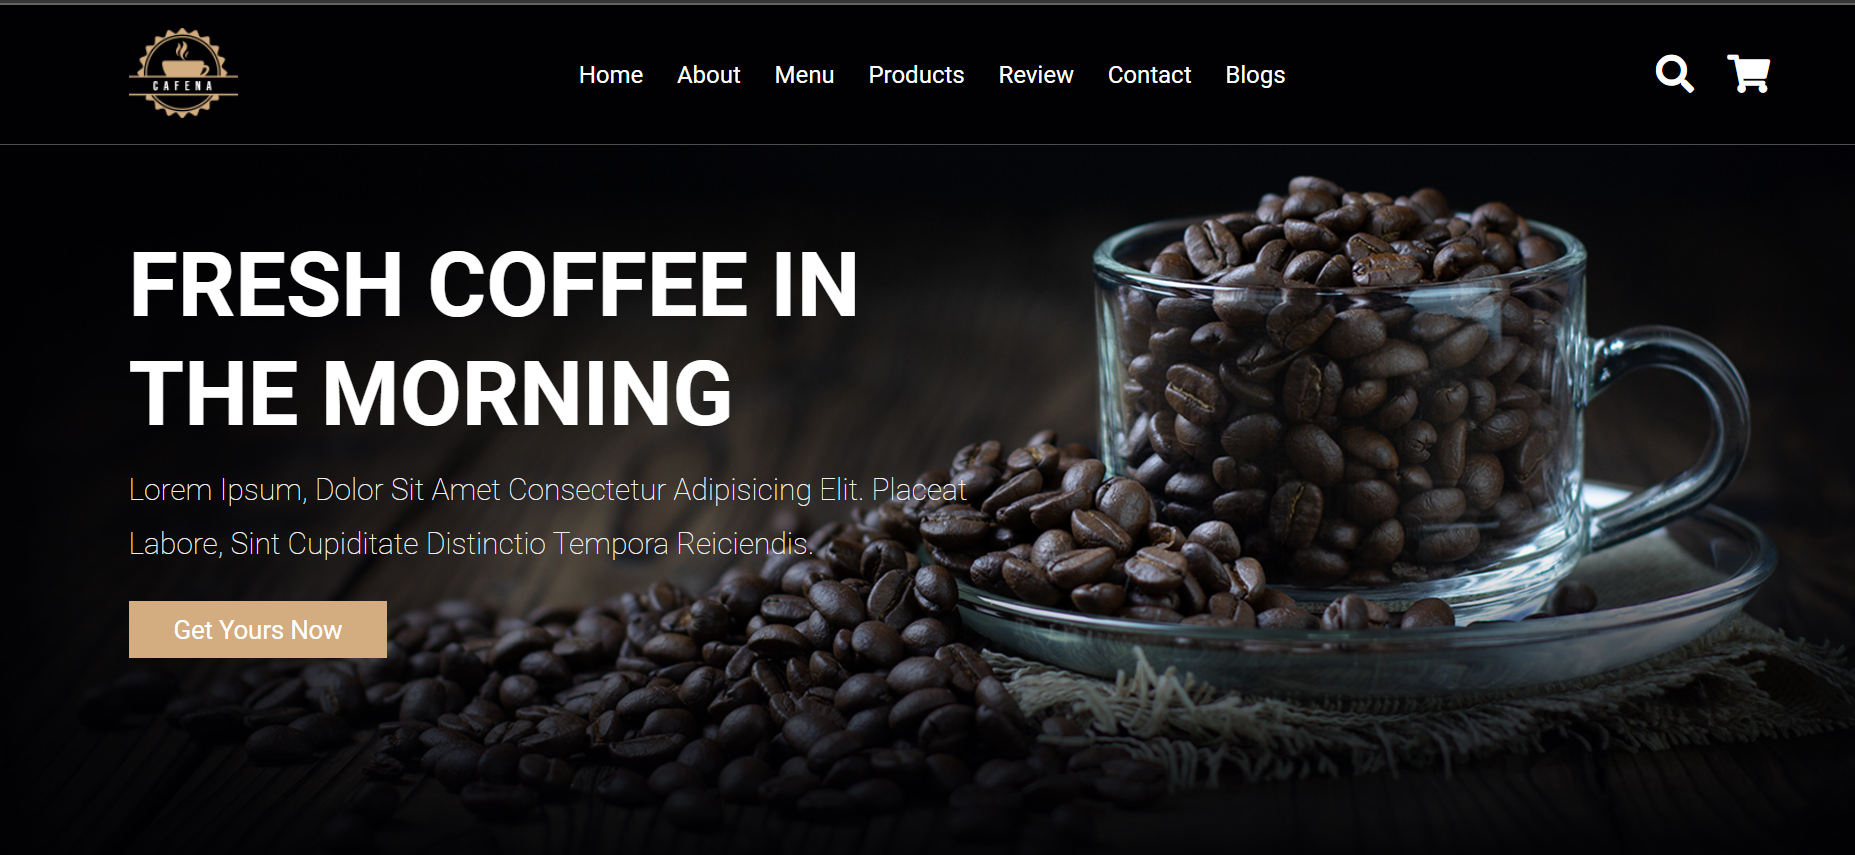 CAFENA
Home About Menu Products Review Contact Blogs
FRESH COFFEE IN
THE MORNING
Lorem Ipsum, Dolor Sit Amet Consectetur Adipisicing Elit. Placeat
Labore, Sint Cupiditate Distinctio Tempora Reiciendis.
Get Yours Now